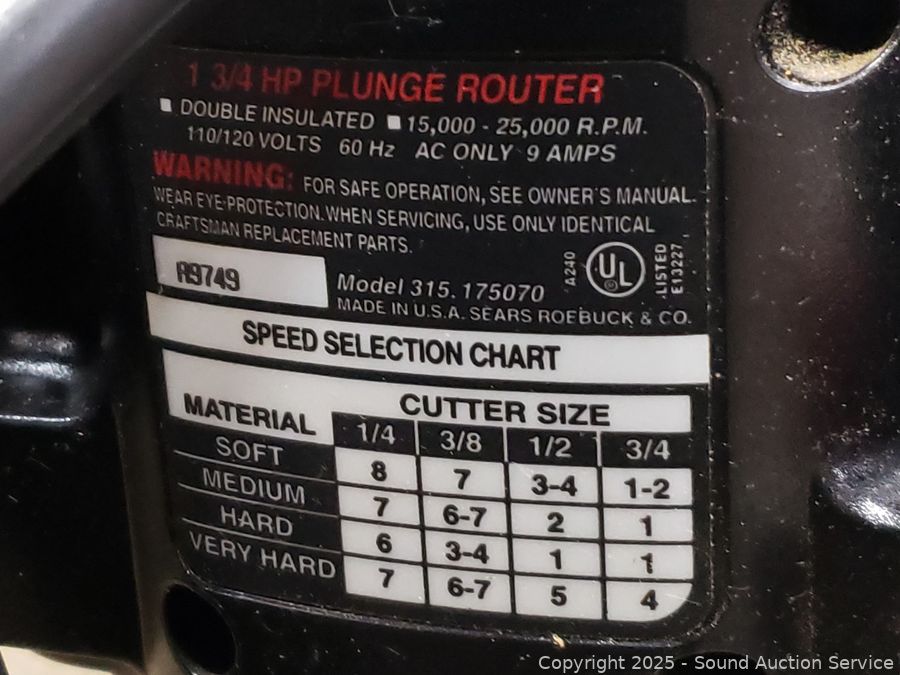 1 3/4 HP PLUNGE ROUTER
DOUBLE INSULATED 15,000 - 25,000 R.P.M.
110/120 VOLTS 60 Hz AC ONLY 9 AMPS
WARNING: FOR SAFE OPERATION, SEE OWNER'S MANUAL.
WEAR EYE-PROTECTION. WHEN SERVICING, USE ONLY IDENTICAL
CRAFTSMAN REPLACEMENT PARTS.
A9749
Model 315.175070
A240 UL LISTED E13227
MADE IN U.S.A. SEARS ROEBUCK & CO.
SPEED SELECTION CHART
MATERIAL CUTTER SIZE
1/4 3/8 1/2 3/4
SOFT 8 7 3-4 1-2
MEDIUM 7 6-7 2 1
HARD 6 3-4 1 1
VERY HARD 7 6-7 5 4
Copyright 2025 - Sound Auction Service